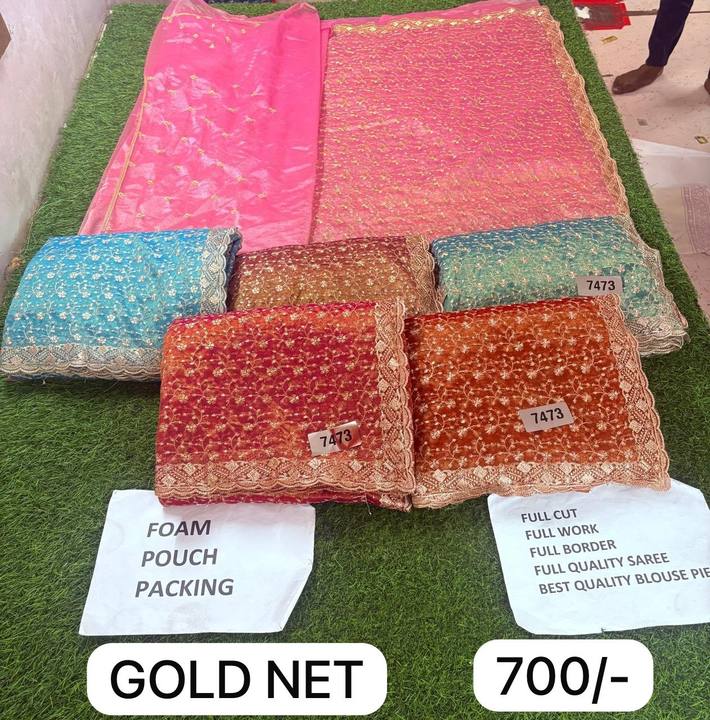 7473
7473
7473
FOAM
POUCH
PACKING
FULL CUT
FULL WORK
FULL BORDER
FULL QUALITY SAREE
BEST QUALITY BLOUSE PIE
GOLD NET
700/-